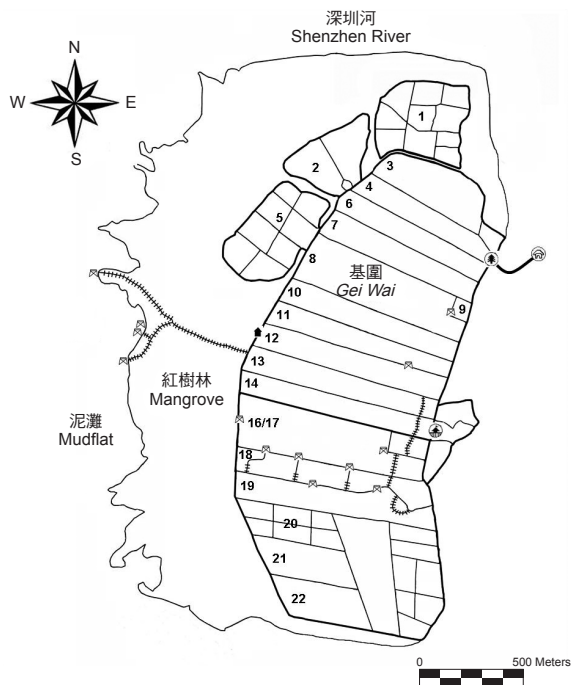 深圳河
Shenzhen River
N
W
E
S
1
2
3
4
5
6
7
8
基圍
Gei Wai
9
10
11
12
13
14
紅樹林
Mangrove
泥灘
Mudflat
16/17
18
19
20
21
22
0
500 Meters